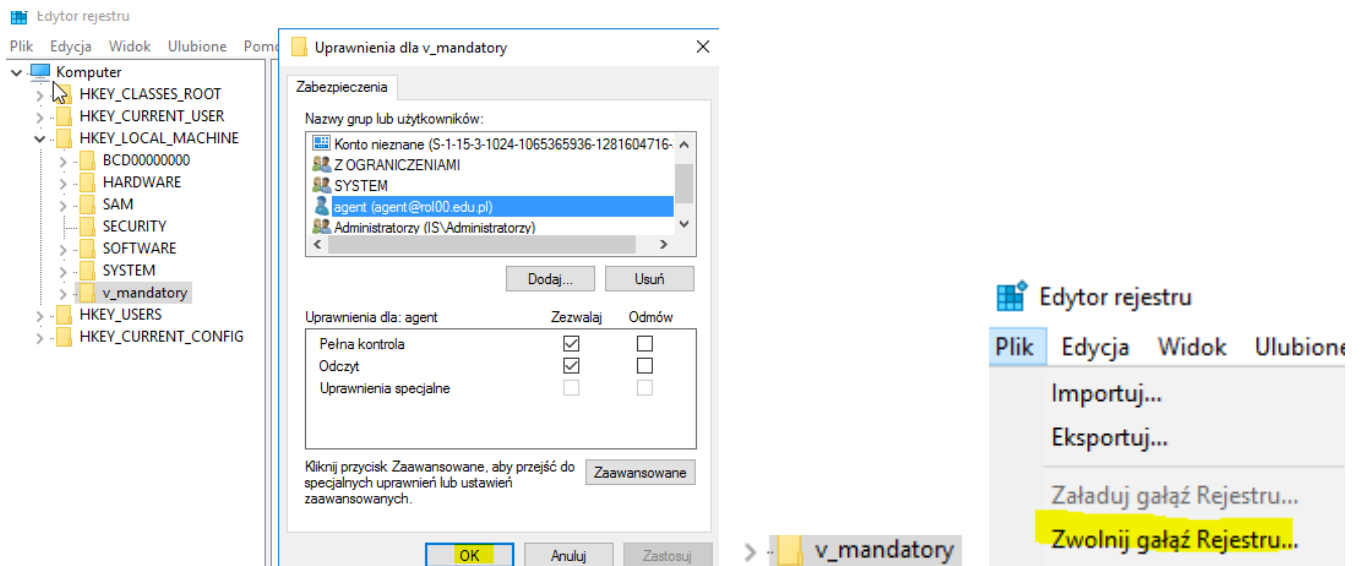 Edytor rejestru
Plik Edycja Widok Ulubione Pomo
Komputer
HKEY_CLASSES_ROOT
HKEY_CURRENT_USER
HKEY_LOCAL_MACHINE
BCD00000000
HARDWARE
SAM
SECURITY
SOFTWARE
SYSTEM
v_mandatory
HKEY_USERS
HKEY_CURRENT_CONFIG
Uprawnienia dla v_mandatory
Zabezpieczenia
Nazwy grup lub użytkowników:
Konto nieznane (S-1-15-3-1024-1065365936-1281604716-
Z OGRANICZENIAMI
SYSTEM
agent (agent@rol00.edu.pl)
Administratorzy (IS\Administratorzy)
Dodaj... Usuń
Uprawnienia dla: agent Zezwalaj Odmów
Pełna kontrola
Odczyt
Uprawnienia specjalne
Kliknij przycisk Zaawansowane, aby przejść do
specjalnych uprawnień lub ustawień
zaawansowanych.
Zaawansowane
OK Anuluj Zastosuj
v_mandatory
Edytor rejestru
Plik Edycja Widok Ulubione
Importuj...
Eksportuj...
Załaduj gałąź Rejestru...
Zwolnij gałąź Rejestru...